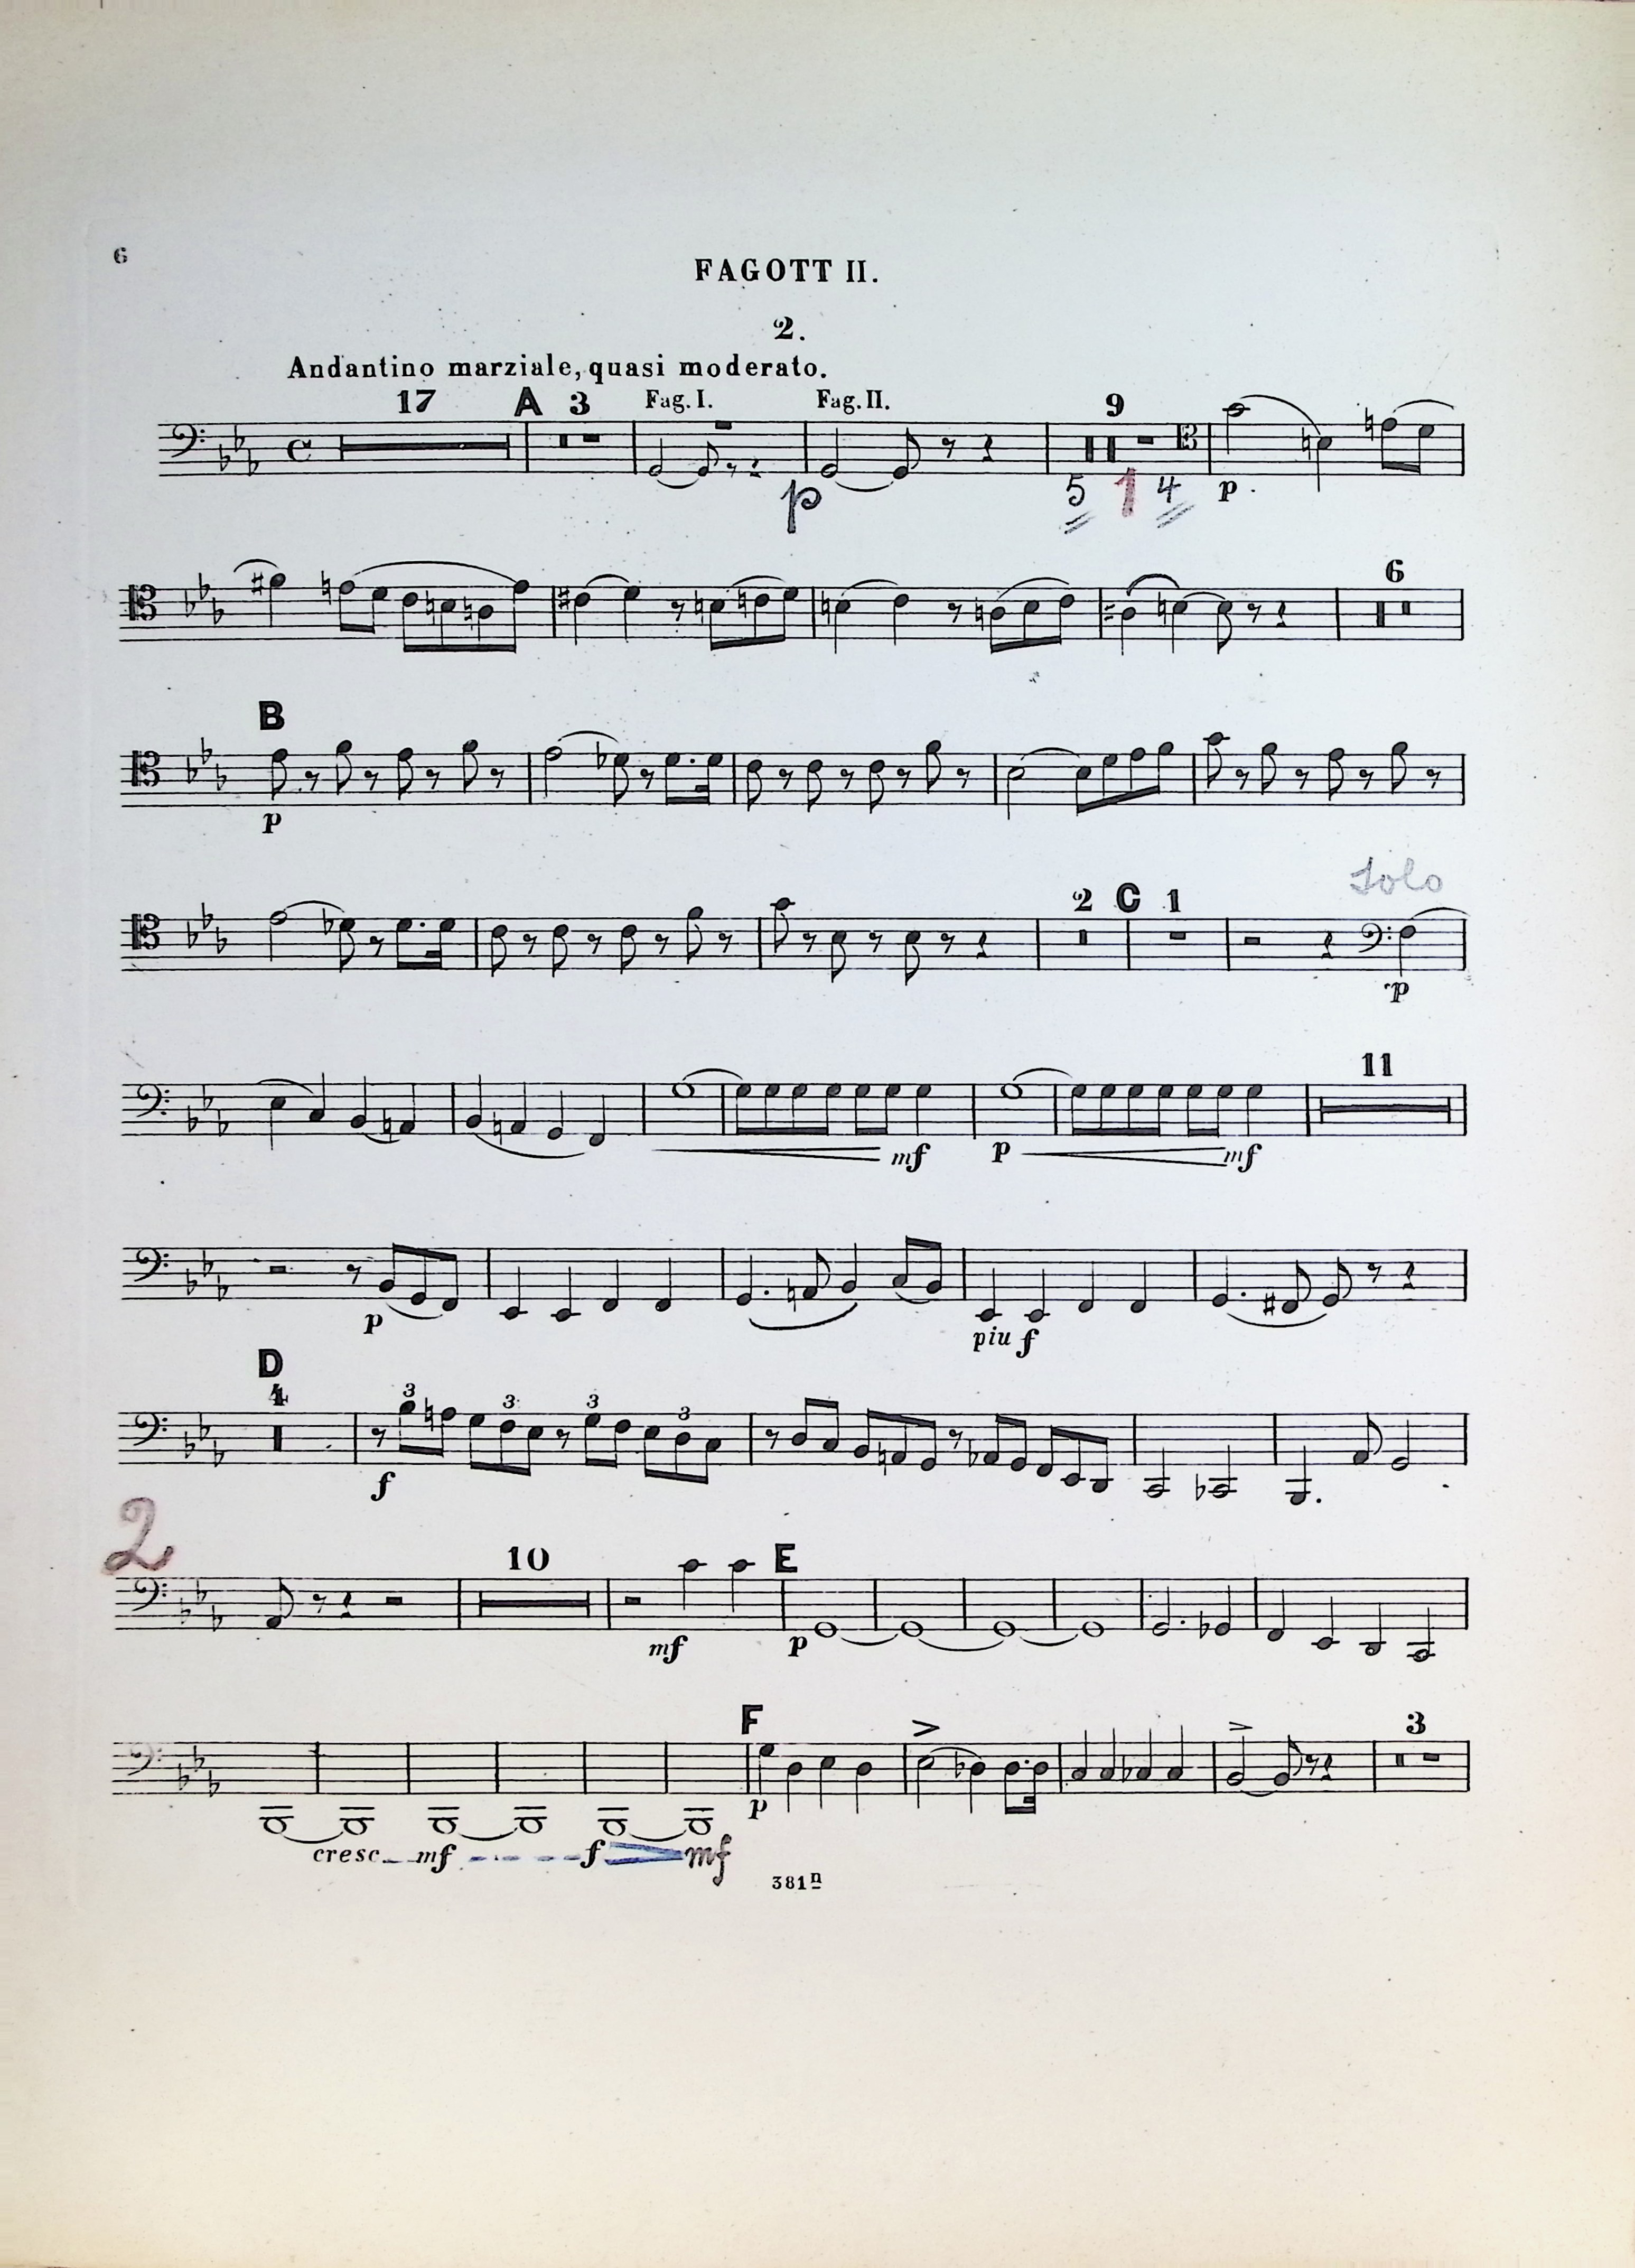 6
FAGOTT II.
2.
Andantino marziale, quasi moderato.
17 A 3 Fag. I. Fag. II. 9
p 5 1 4 p
6
B
p
Solo
2 C 1
p
11
mf p mf
p piu f
D
4 3 3 3 3
f
2
10 E
mf p
F
3
p
cresc. mf f mf
381n